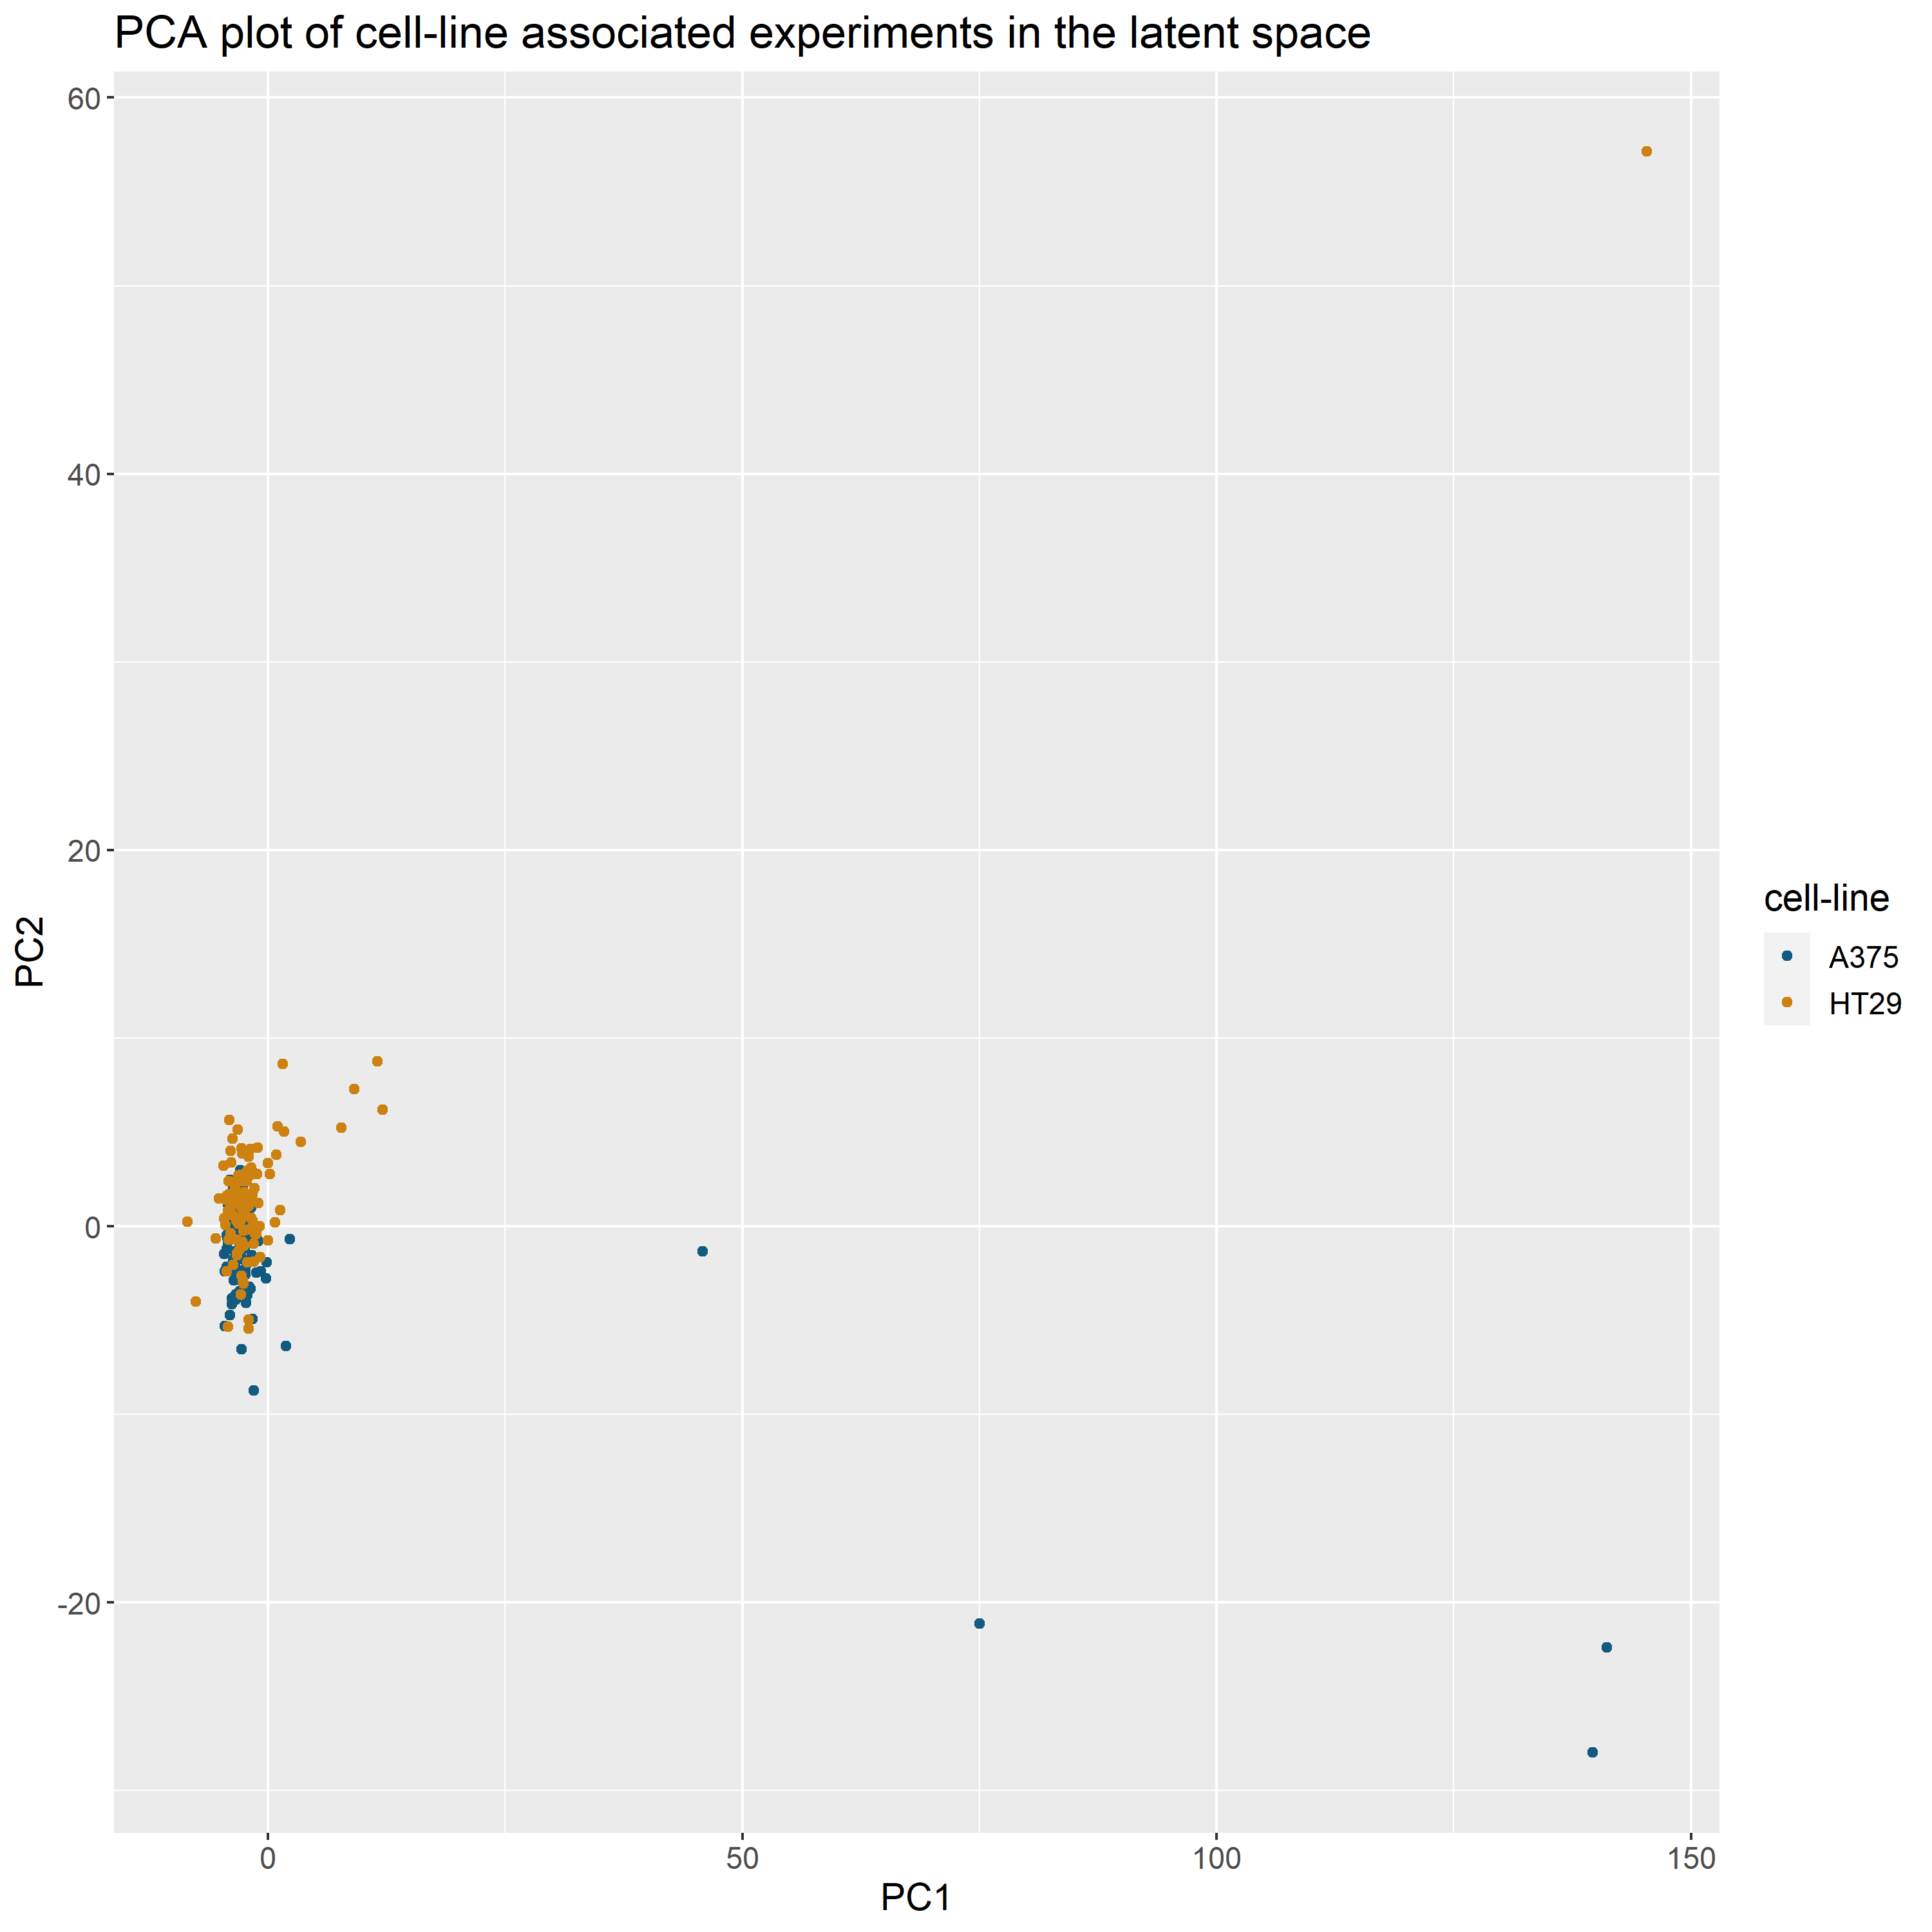 PCA plot of cell-line associated experiments in the latent space
60
40
20
0
-20
PC2
0
50
100
150
PC1
cell-line
A375
HT29